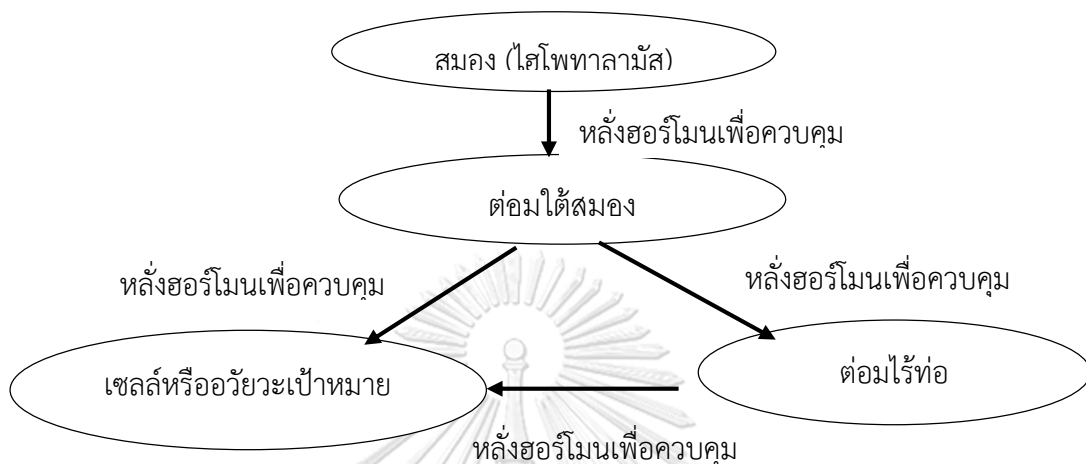 สมอง (ไฮโพทาลามัส)
หลั่งฮอร์โมนเพื่อควบคุม
ต่อมใต้สมอง
หลั่งฮอร์โมนเพื่อควบคุม
หลั่งฮอร์โมนเพื่อควบคุม
เซลล์หรืออวัยวะเป้าหมาย
ต่อมไร้ท่อ
หลั่งฮอร์โมนเพื่อควบคุม